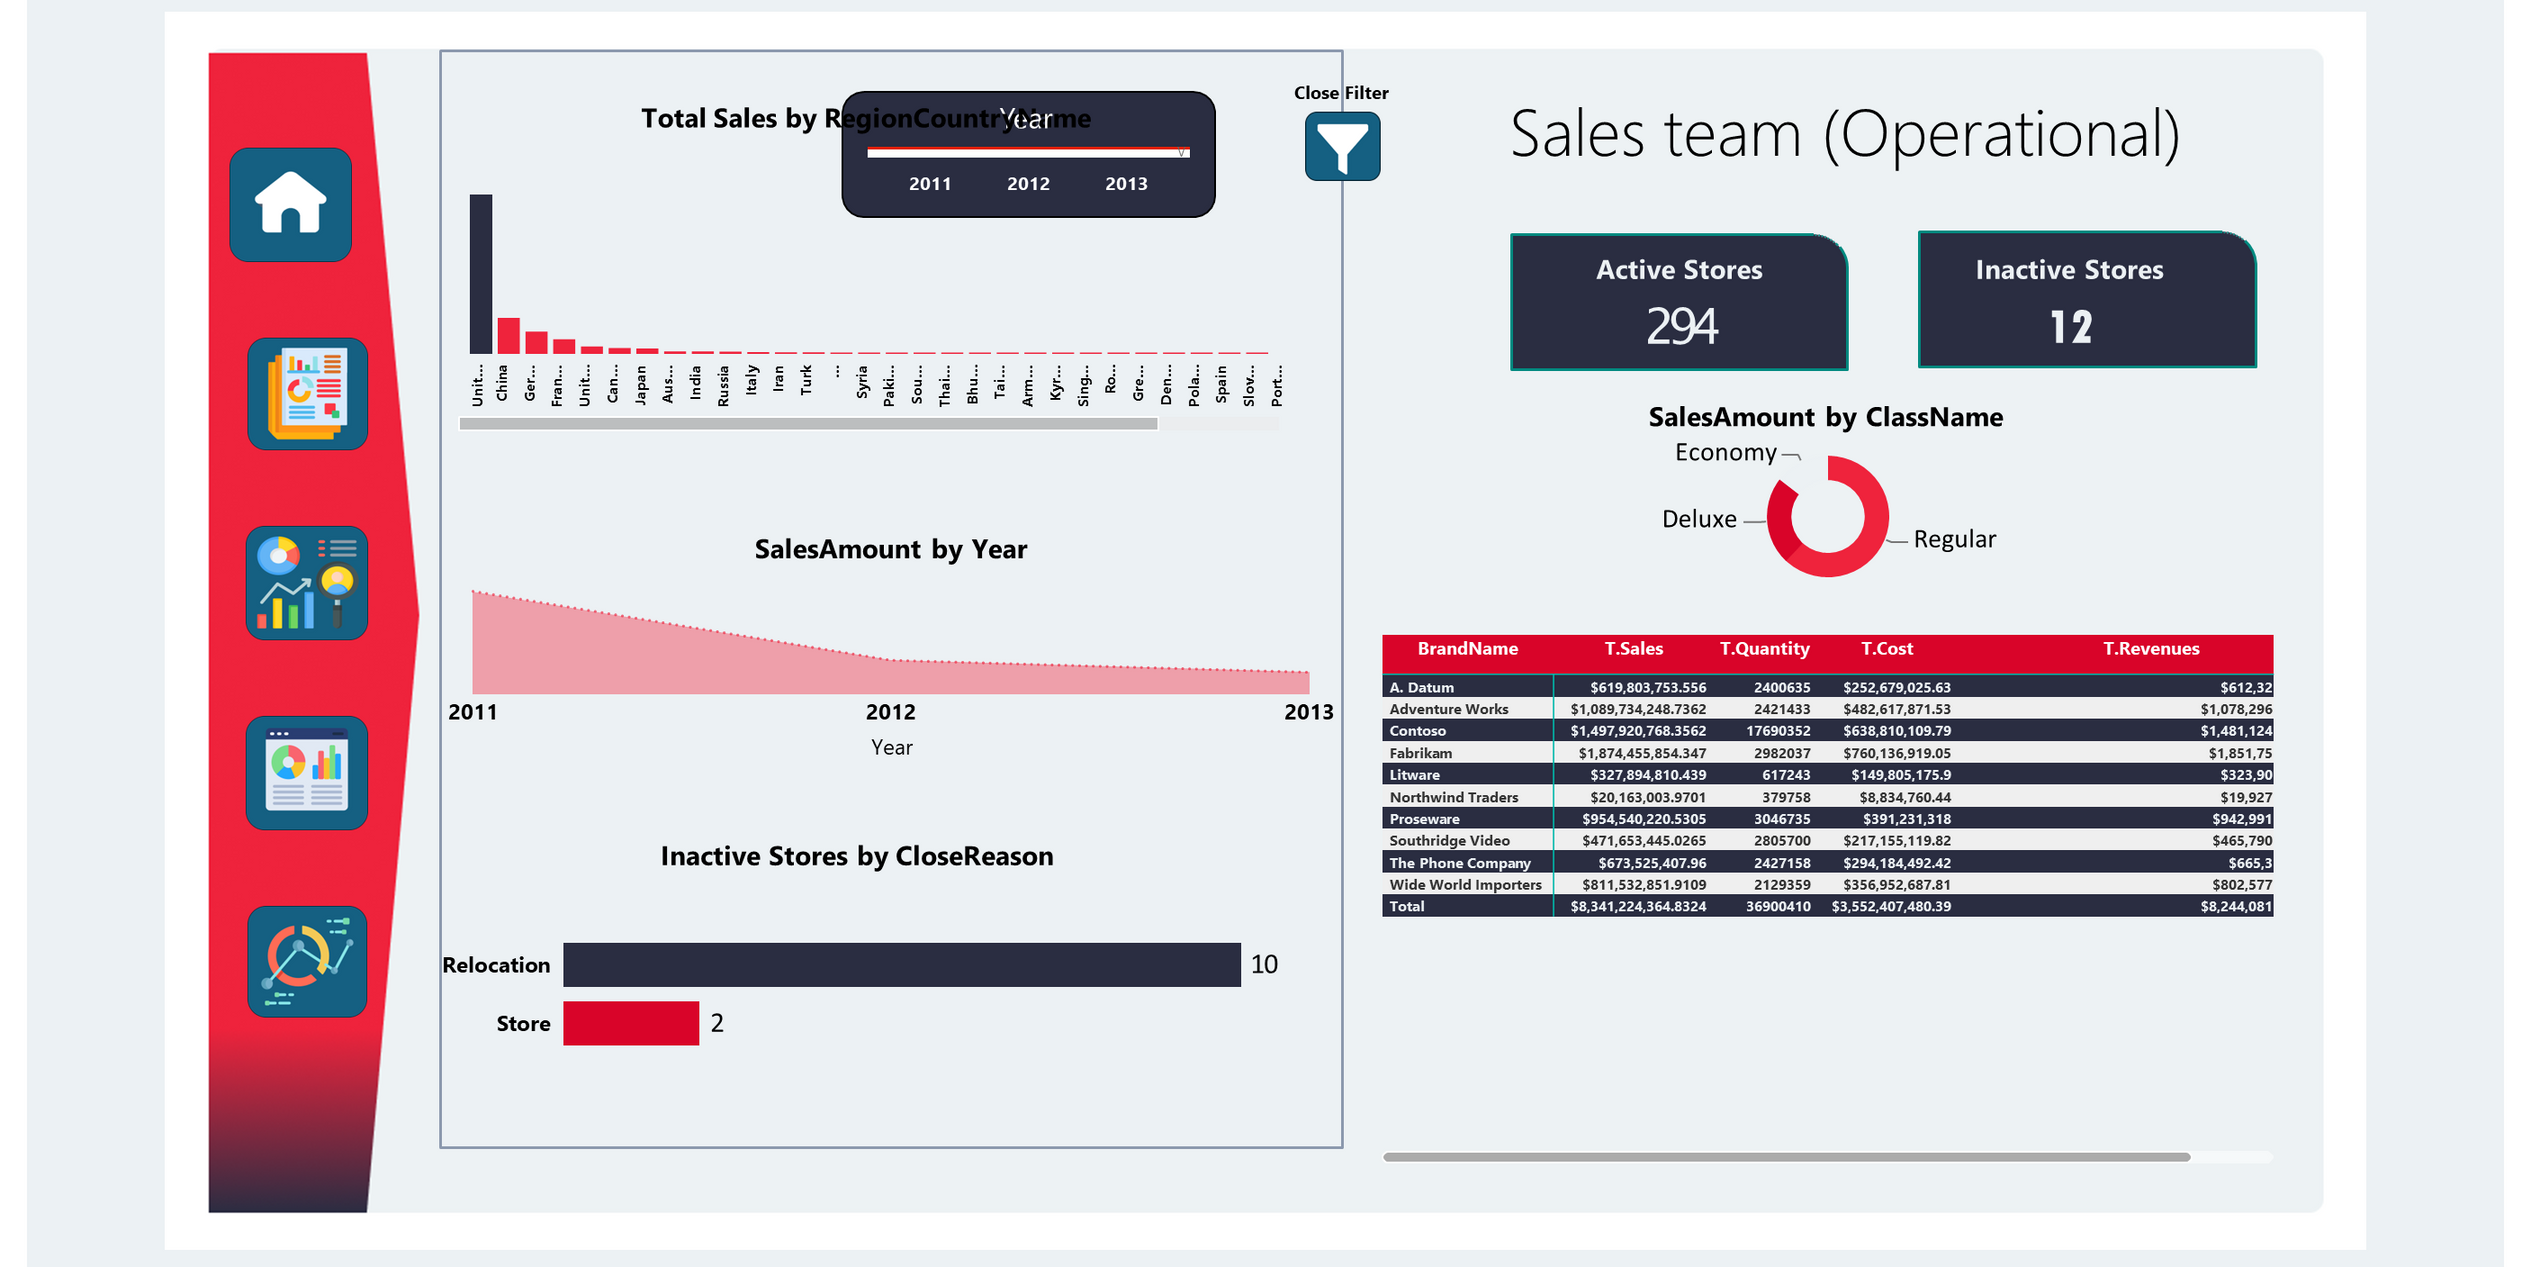 Total Sales by RegionCountryName
Year
2011 2012 2013
Close Filter
Unit...
China
Ger...
Fran...
Unit...
Can...
Japan
Aus...
India
Russia
Italy
Iran
Turk
...
Syria
Paki...
Sou...
Thai...
Bhu...
Tai...
Arm...
Kyr...
Sing...
Ro...
Gre...
Den...
Pola...
Spain
Slov...
Port...
SalesAmount by Year
2011 2012 2013
Year
Inactive Stores by CloseReason
Relocation 10
Store 2
Sales team (Operational)
Active Stores
294
Inactive Stores
12
SalesAmount by ClassName
Economy
Deluxe
Regular
BrandName T.Sales T.Quantity T.Cost T.Revenues
A. Datum $619,803,753.556 2400635 $252,679,025.63 $612,32
Adventure Works $1,089,734,248.7362 2421433 $482,617,871.53 $1,078,296
Contoso $1,497,920,768.3562 17690352 $638,810,109.79 $1,481,124
Fabrikam $1,874,455,854.347 2982037 $760,136,919.05 $1,851,75
Litware $327,894,810.439 617243 $149,805,175.9 $323,90
Northwind Traders $20,163,003.9701 379758 $8,834,760.44 $19,927
Proseware $954,540,220.5305 3046735 $391,231,318 $942,991
Southridge Video $471,653,445.0265 2805700 $217,155,119.82 $465,790
The Phone Company $673,525,407.96 2427158 $294,184,492.42 $665,3
Wide World Importers $811,532,851.9109 2129359 $356,952,687.81 $802,577
Total $8,341,224,364.8324 36900410 $3,552,407,480.39 $8,244,081